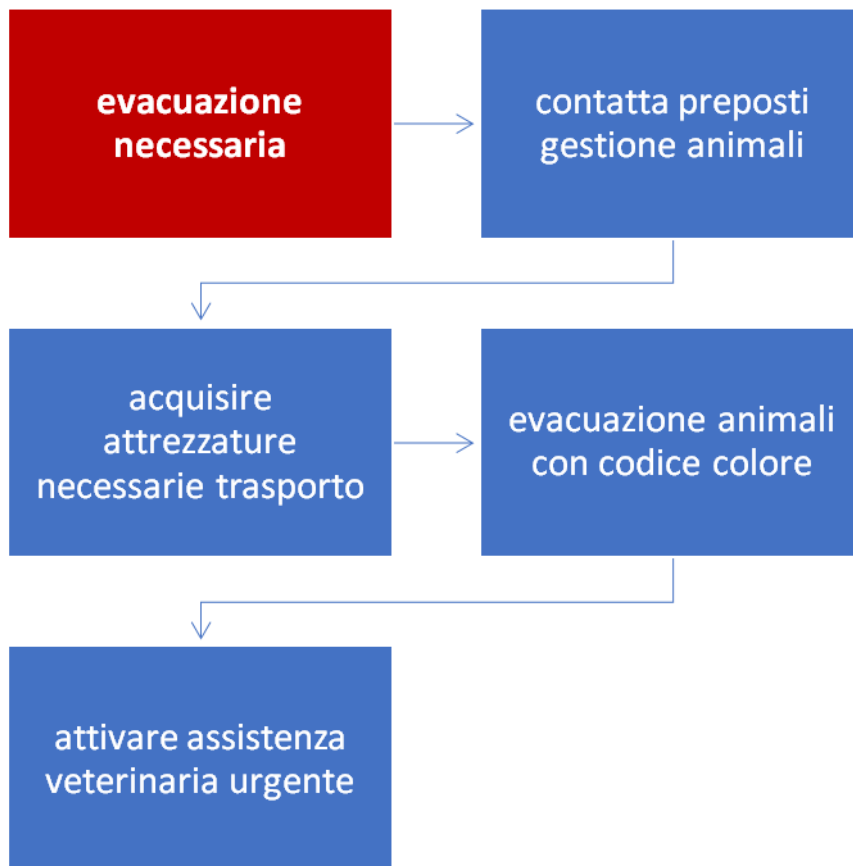 evacuazione
necessaria
contatta preposti
gestione animali
acquisire
attrezzature
necessarie trasporto
evacuazione animali
con codice colore
attivare assistenza
veterinaria urgente